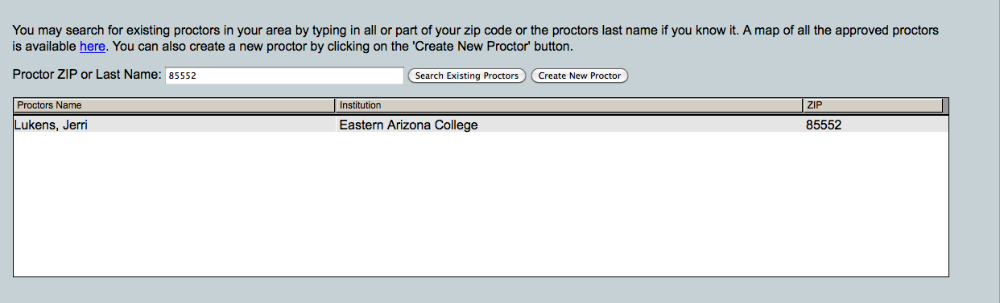 You may search for existing proctors in your area by typing in all or part of your zip code or the proctors last name if you know it. A map of all the approved proctors
is available here. You can also create a new proctor by clicking on the 'Create New Proctor' button.
Proctor ZIP or Last Name: 85552 Search Existing Proctors Create New Proctor
Proctors Name Institution ZIP
Lukens, Jerri Eastern Arizona College 85552